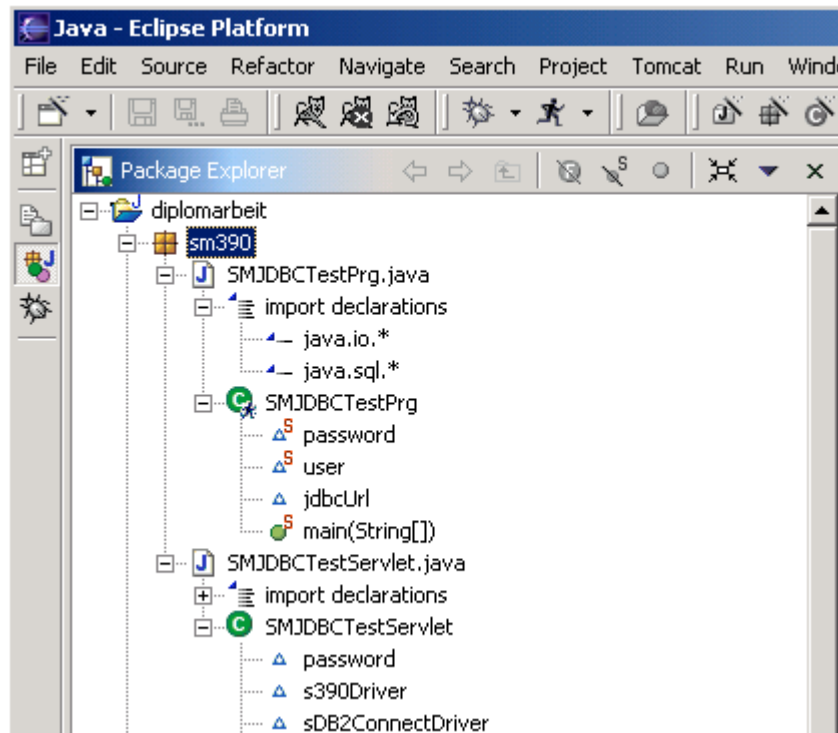 Java - Eclipse Platform
File Edit Source Refactor Navigate Search Project Tomcat Run Windo
Package Explorer
diplomarbeit
sm390
SMJDBCTestPrg.java
import declarations
java.io.*
java.sql.*
SMJDBCTestPrg
password
user
jdbcUrl
main(String[])
SMJDBCTestServlet.java
import declarations
SMJDBCTestServlet
password
s390Driver
sDB2ConnectDriver